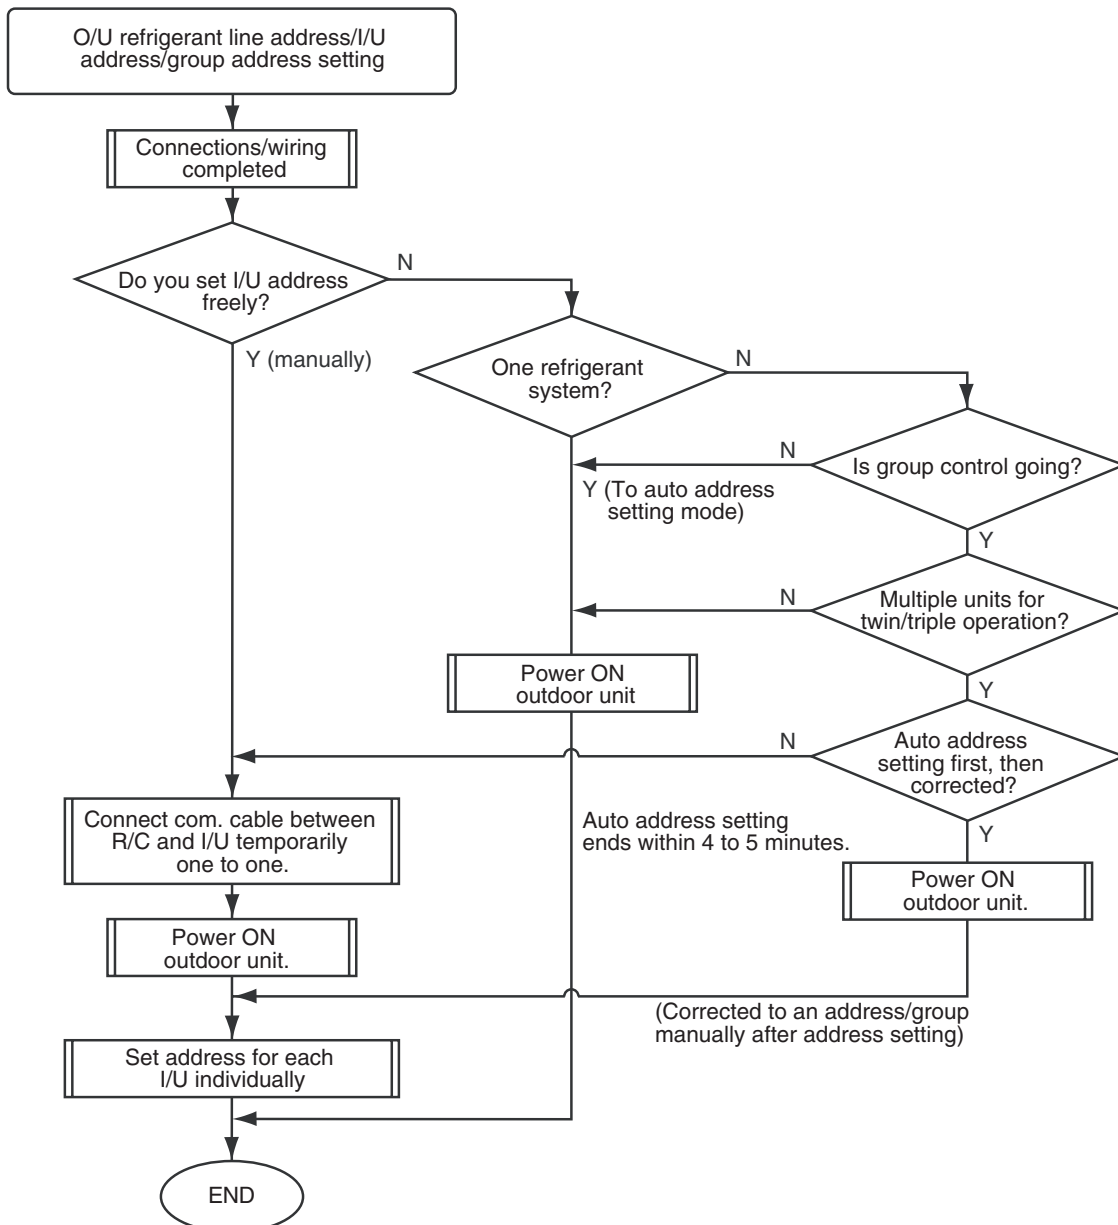 O/U refrigerant line address/I/U
address/group address setting
Connections/wiring
completed
Do you set I/U address
freely?
N
Y (manually)
One refrigerant
system?
N
Y (To auto address
setting mode)
Is group control going?
N
Y
Multiple units for
twin/triple operation?
N
Y
Power ON
outdoor unit
Auto address
setting first, then
corrected?
N
Y
Auto address setting
ends within 4 to 5 minutes.
Connect com. cable between
R/C and I/U temporarily
one to one.
Power ON
outdoor unit.
Power ON
outdoor unit.
(Corrected to an address/group
manually after address setting)
Set address for each
I/U individually
END